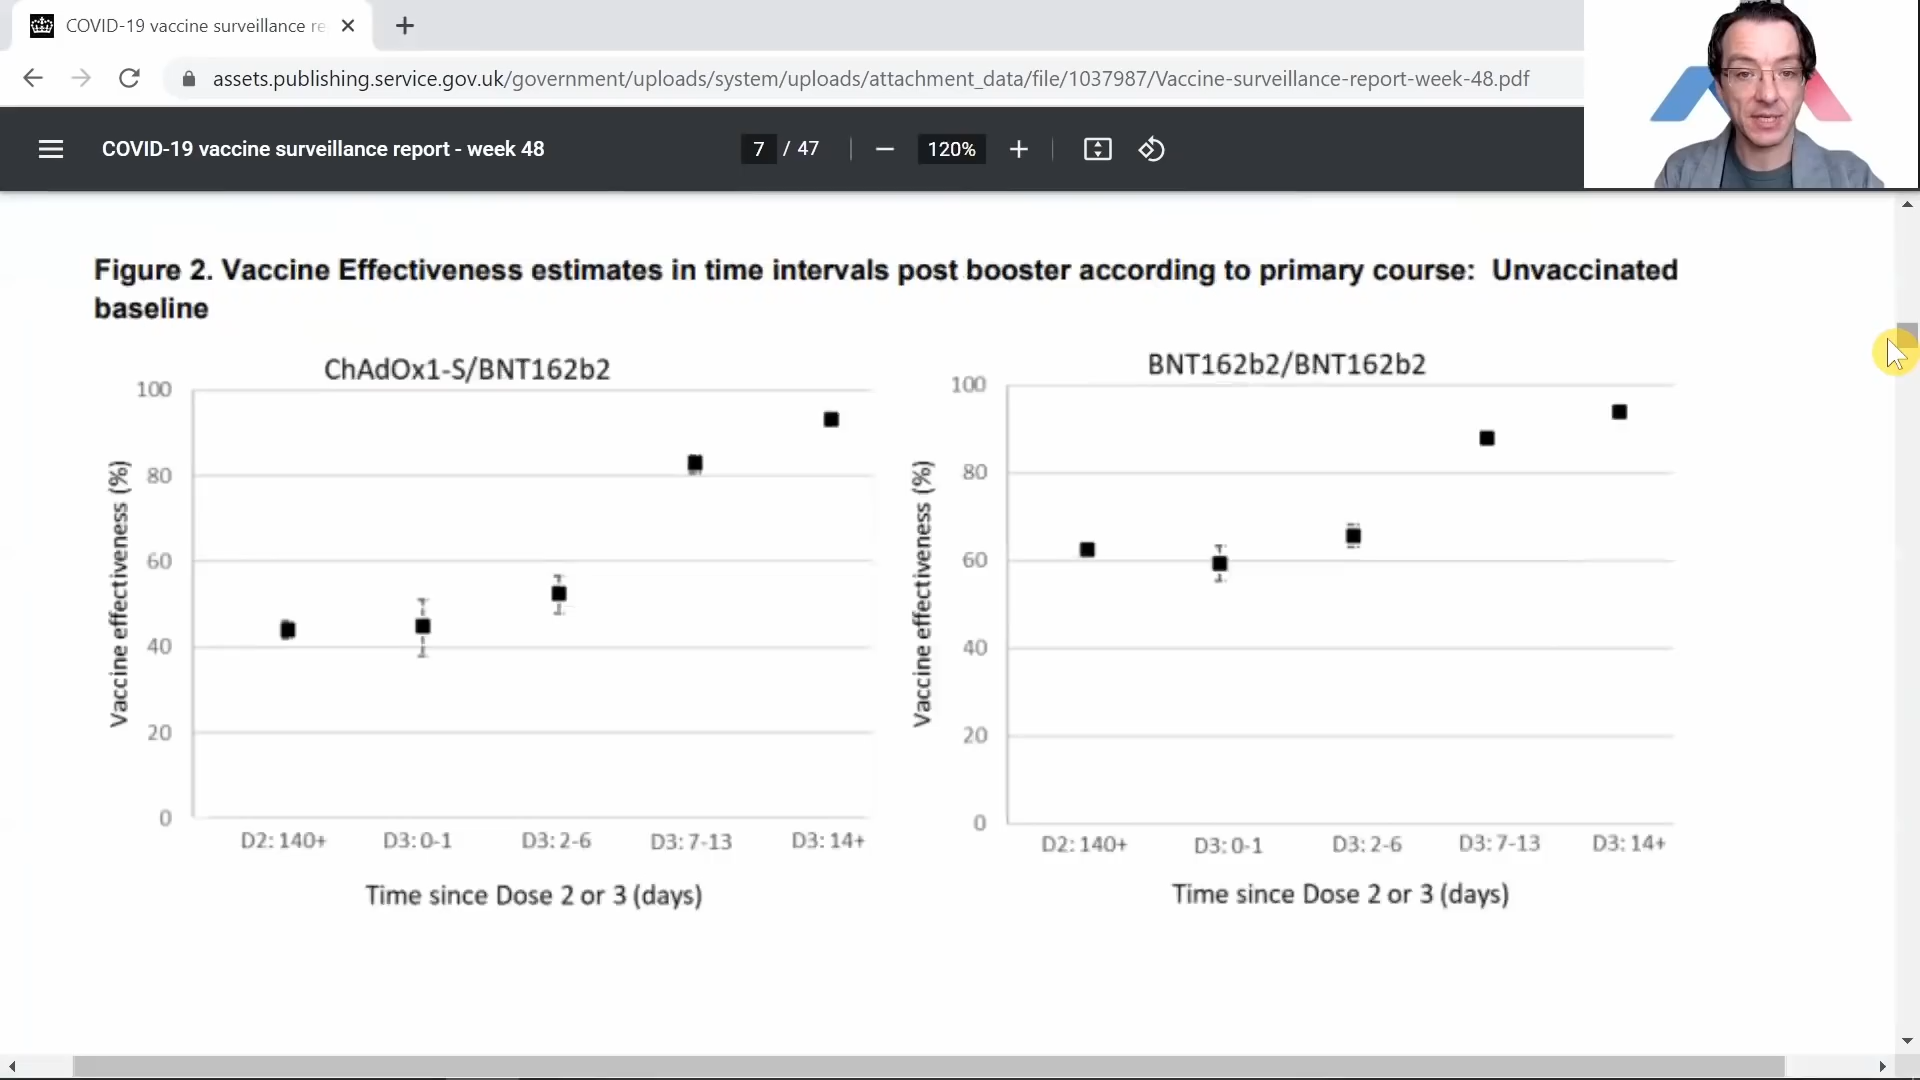 COVID-19 vaccine surveillance re
assets.publishing.service.gov.uk/government/uploads/system/uploads/attachment_data/file/1037987/Vaccine-surveillance-report-week-48.pdf
COVID-19 vaccine surveillance report - week 48
7 / 47
120%
Figure 2. Vaccine Effectiveness estimates in time intervals post booster according to primary course: Unvaccinated
baseline
ChAdOx1-S/BNT162b2
Vaccine effectiveness (%)
100
80
60
40
20
0
D2: 140+ D3: 0-1 D3: 2-6 D3: 7-13 D3: 14+
Time since Dose 2 or 3 (days)
BNT162b2/BNT162b2
Vaccine effectiveness (%)
100
80
60
40
20
0
D2: 140+ D3: 0-1 D3: 2-6 D3: 7-13 D3: 14+
Time since Dose 2 or 3 (days)